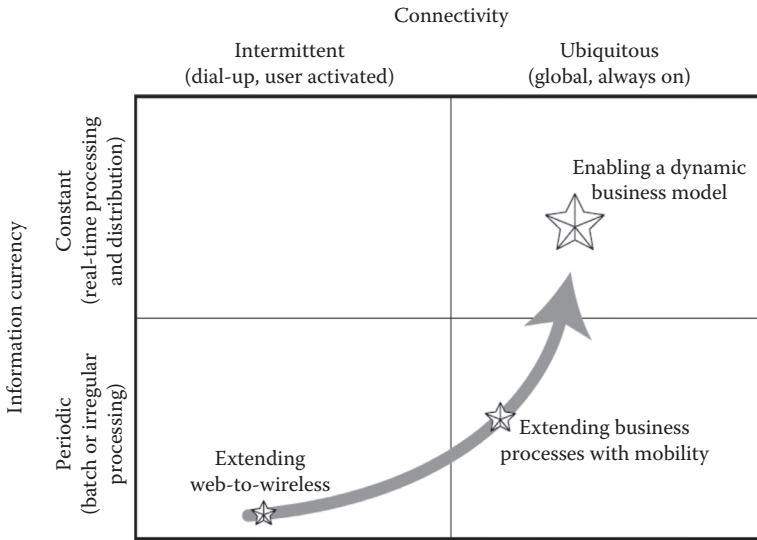 Connectivity
Intermittent
(dial-up, user activated)
Ubiquitous
(global, always on)
Information currency
Constant
(real-time processing
and distribution)
Enabling a dynamic
business model
Periodic
(batch or irregular
processing)
Extending
web-to-wireless
Extending business
processes with mobility